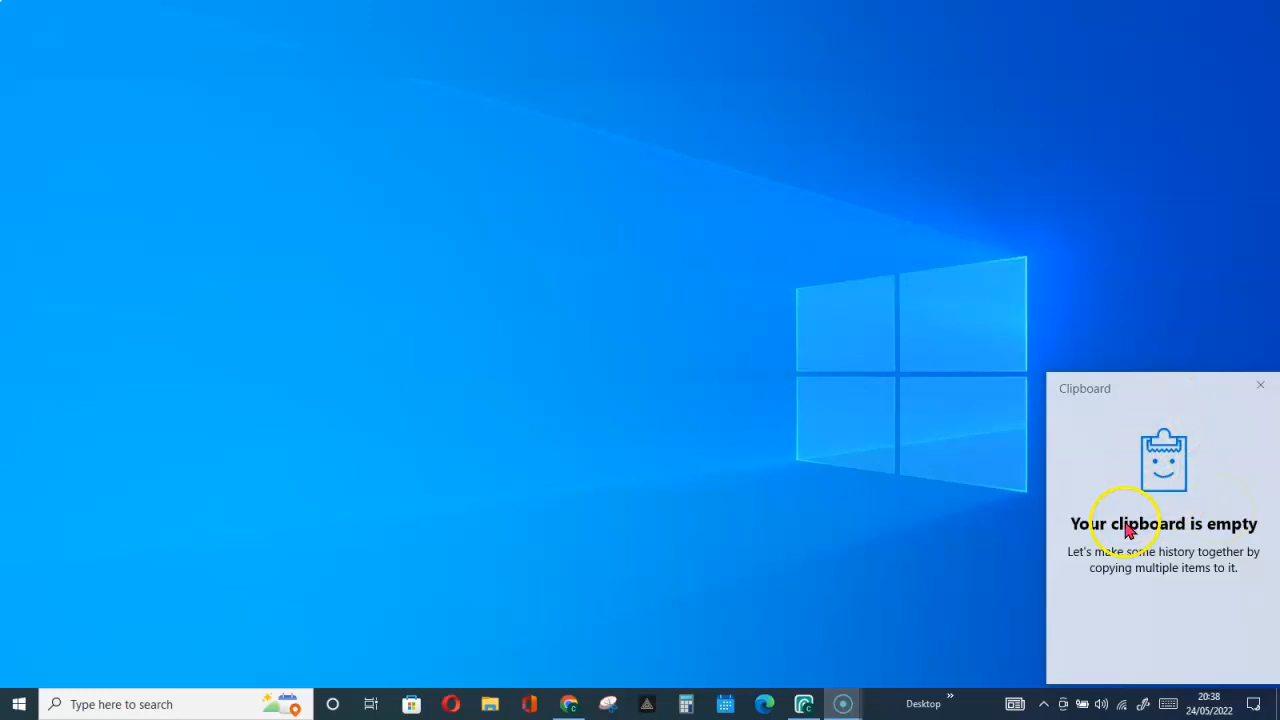 Clipboard
Your clipboard is empty
Let's make some history together by
copying multiple items to it.
Type here to search
Desktop
20:38
24/05/2022